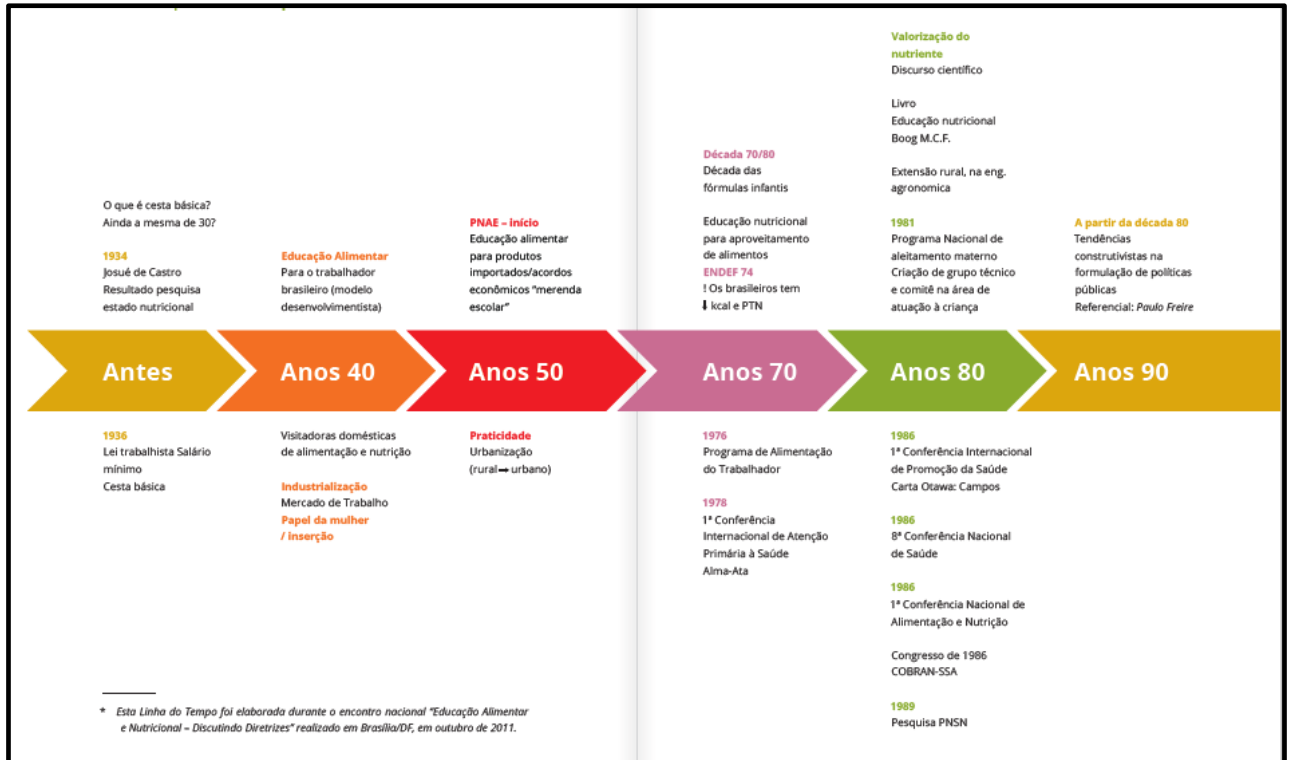 O que é cesta básica?
Ainda a mesma de 30?
1934
Josué de Castro
Resultado pesquisa
estado nutricional
Educação Alimentar
Para o trabalhador
brasileiro (modelo
desenvolvimentista)
PNAE – início
Educação alimentar
para produtos
importados/acordos
econômicos “merenda
escolar”
Década 70/80
Década das
fórmulas infantis
Educação nutricional
para aproveitamento
de alimentos
ENDEF 74
! Os brasileiros tem
⬇ kcal e PTN
Valorização do
nutriente
Discurso científico
Livro
Educação nutricional
Boog M.C.F.
Extensão rural, na eng.
agronomica
1981
Programa Nacional de
aleitamento materno
Criação de grupo técnico
e comitê na área de
atuação à criança
A partir da década 80
Tendências
construtivistas na
formulação de políticas
públicas
Referencial: Paulo Freire
Antes
Anos 40
Anos 50
Anos 70
Anos 80
Anos 90
1936
Lei trabalhista Salário
mínimo
Cesta básica
Visitadoras domésticas
de alimentação e nutrição
Industrialização
Mercado de Trabalho
Papel da mulher
/ inserção
Praticidade
Urbanização
(rural➞urbano)
1976
Programa de Alimentação
do Trabalhador
1978
1ª Conferência
Internacional de Atenção
Primária à Saúde
Alma-Ata
1986
1ª Conferência Internacional
de Promoção da Saúde
Carta Otawa: Campos
1986
8ª Conferência Nacional
de Saúde
1986
1ª Conferência Nacional de
Alimentação e Nutrição
Congresso de 1986
COBRAN-SSA
1989
Pesquisa PNSN
* Esta Linha do Tempo foi elaborada durante o encontro nacional “Educação Alimentar
e Nutricional – Discutindo Diretrizes” realizado em Brasília/DF, em outubro de 2011.